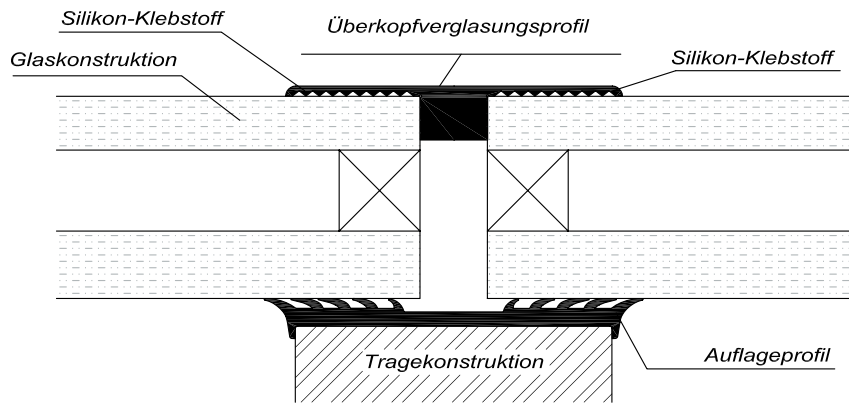 Silikon-Klebstoff
Überkopfverglasungsprofil
Silikon-Klebstoff
Glaskonstruktion
Tragekonstruktion
Auflageprofil